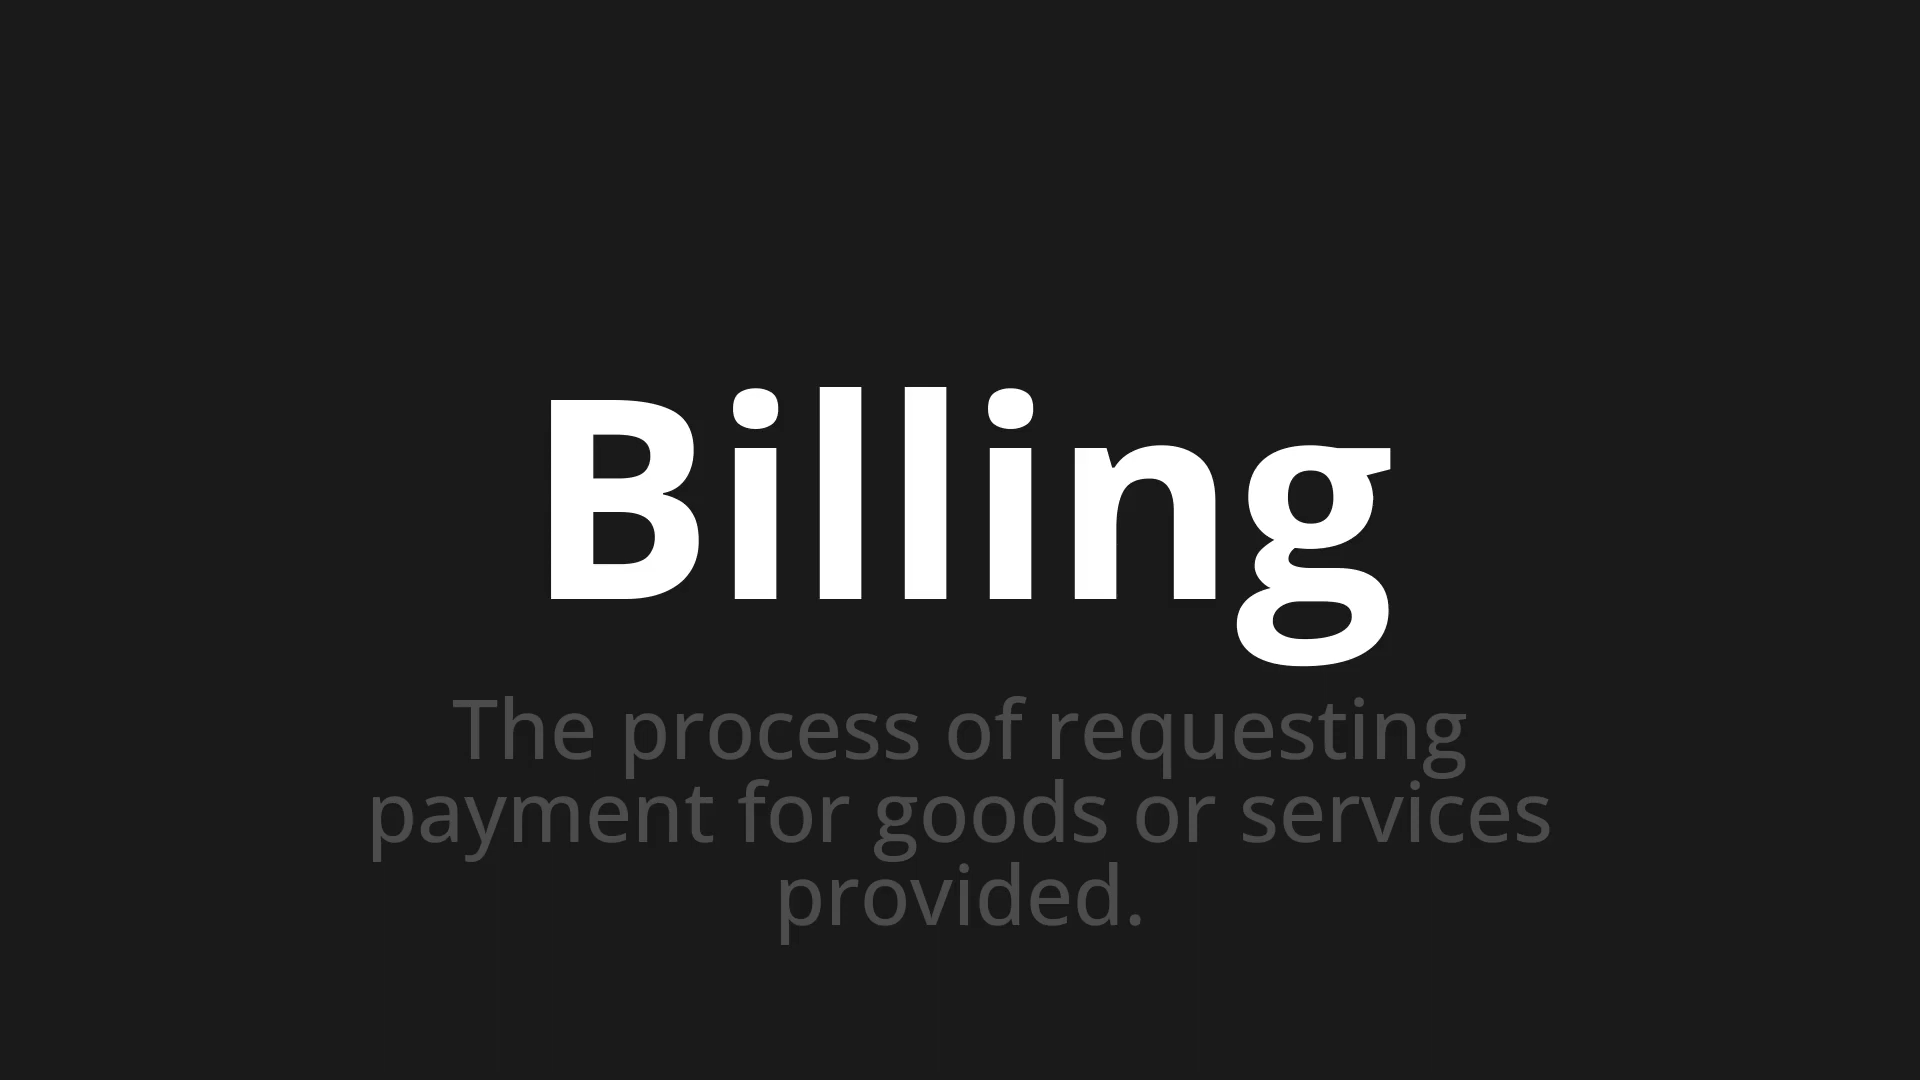 Billing
The process of requesting
payment for goods or services
provided.